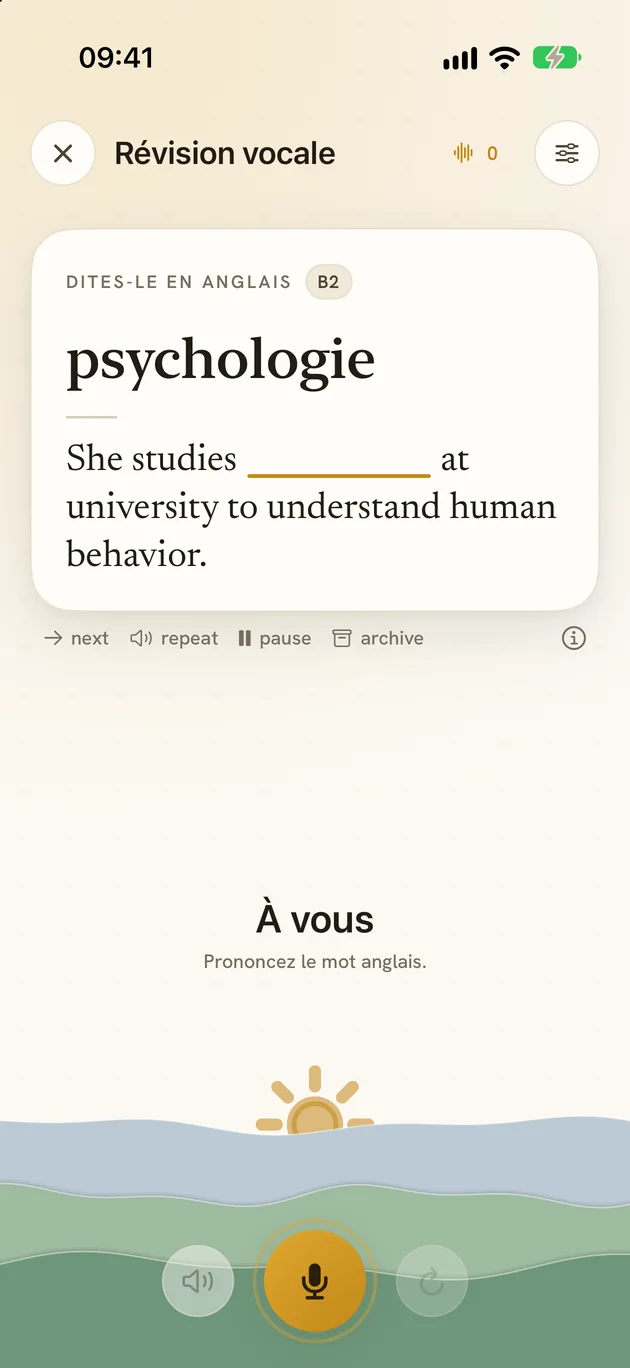 09:41
Révision vocale 0
DITES-LE EN ANGLAIS B2
psychologie
She studies __________ at
university to understand human
behavior.
next repeat pause archive
À vous
Prononcez le mot anglais.